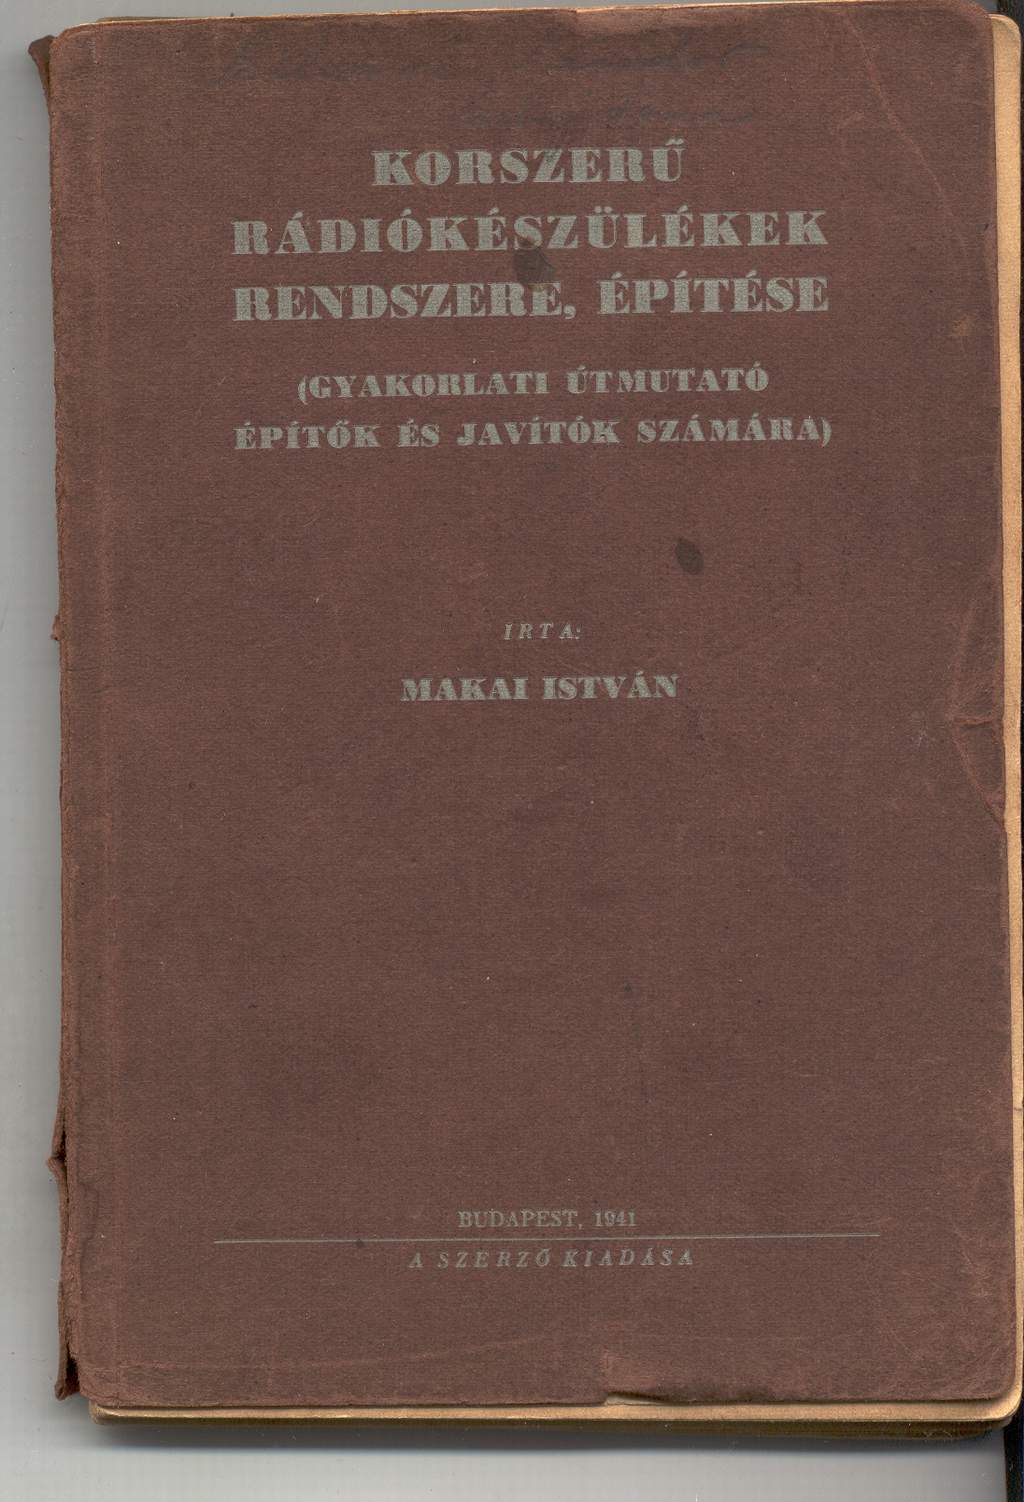 KORSZERŰ
RÁDIÓKÉSZÜLÉKEK
RENDSZERE, ÉPÍTÉSE
(GYAKORLATI ÚTMUTATÓ
ÉPÍTŐK ÉS JAVÍTÓK SZÁMÁRA)
IRTA:
MAKAI ISTVÁN
BUDAPEST, 1941
A SZERZŐ KIADÁSA